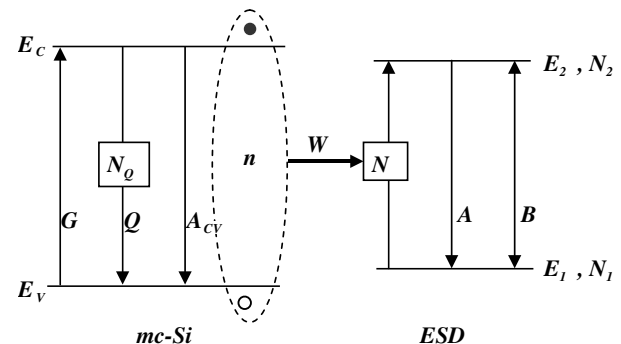 E_C
E_2 , N_2
N_Q
n
W
N
G
Q
A_CV
A
B
E_V
E_1 , N_1
mc-Si
ESD